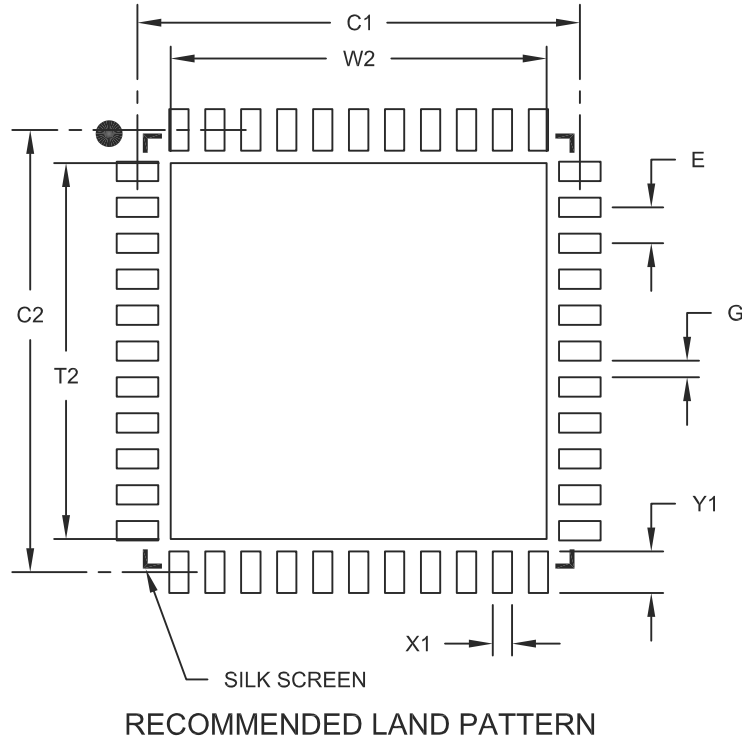 C1
W2
E
C2
G
T2
Y1
X1
SILK SCREEN
RECOMMENDED LAND PATTERN